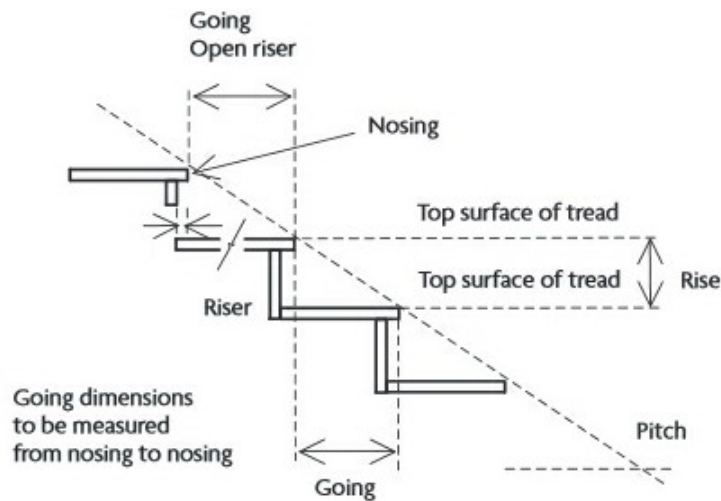 Going
Open riser
Nosing
Top surface of tread
Top surface of tread
Rise
Riser
Going dimensions
to be measured
from nosing to nosing
Pitch
Going